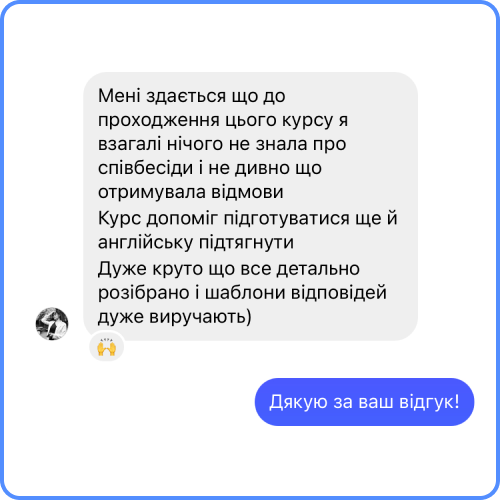 Мені здається що до
проходження цього курсу я
взагалі нічого не знала про
співбесіди і не дивно що
отримувала відмови
Курс допоміг підготуватися ще й
англійську підтягнути
Дуже круто що все детально
розібрано і шаблони відповідей
дуже виручають)
Дякую за ваш відгук!